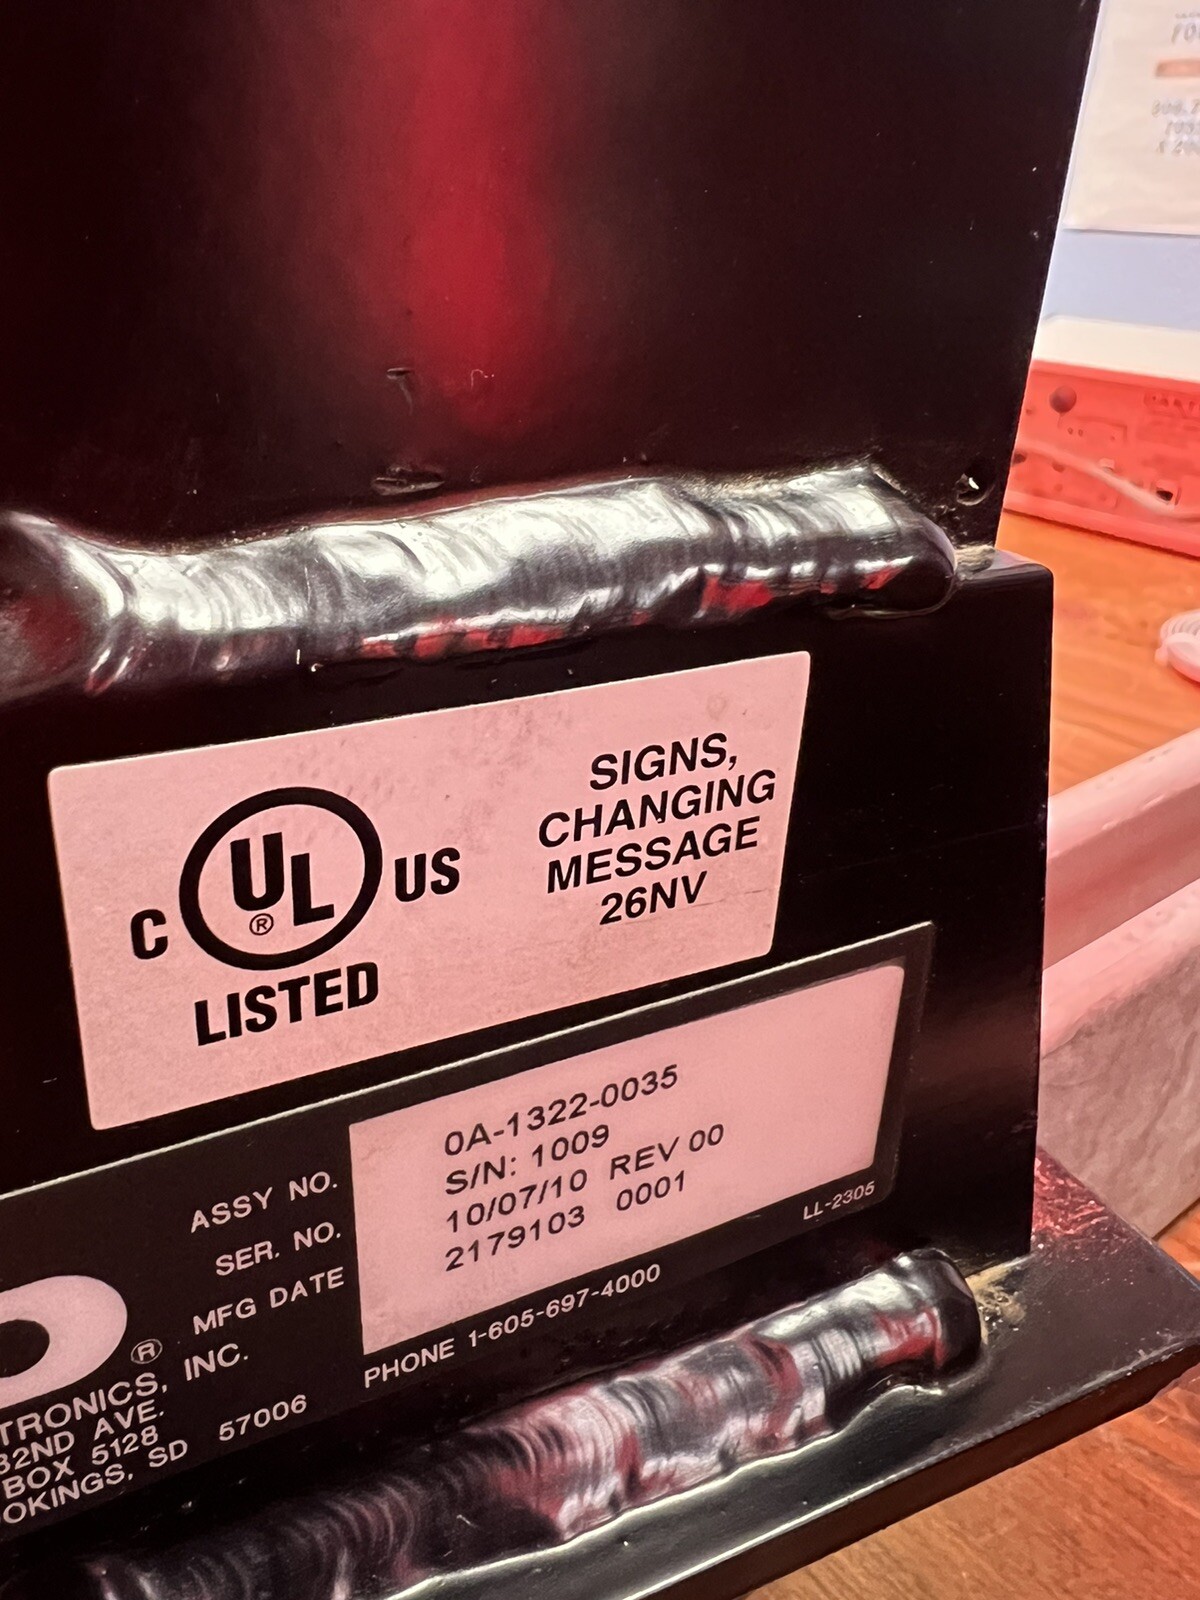 C UL® US
LISTED
SIGNS,
CHANGING
MESSAGE
26NV
ASSY NO. 0A-1322-0035
SER. NO. S/N: 1009
MFG DATE 10/07/10 REV 00
2179103 0001
LL-2305
PHONE 1-605-697-4000
®
TRONICS, INC.
32ND AVE.
BOX 5128
OKINGS, SD 57006